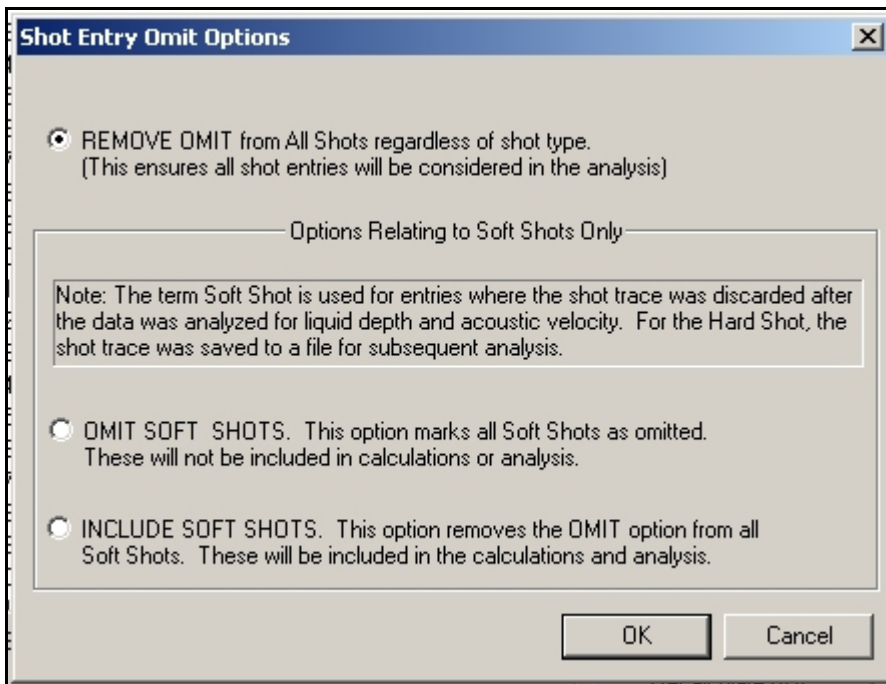 Shot Entry Omit Options
REMOVE OMIT from All Shots regardless of shot type.
(This ensures all shot entries will be considered in the analysis)
Options Relating to Soft Shots Only
Note: The term Soft Shot is used for entries where the shot trace was discarded after
the data was analyzed for liquid depth and acoustic velocity. For the Hard Shot, the
shot trace was saved to a file for subsequent analysis.
OMIT SOFT SHOTS. This option marks all Soft Shots as omitted.
These will not be included in calculations or analysis.
INCLUDE SOFT SHOTS. This option removes the OMIT option from all
Soft Shots. These will be included in the calculations and analysis.
OK
Cancel